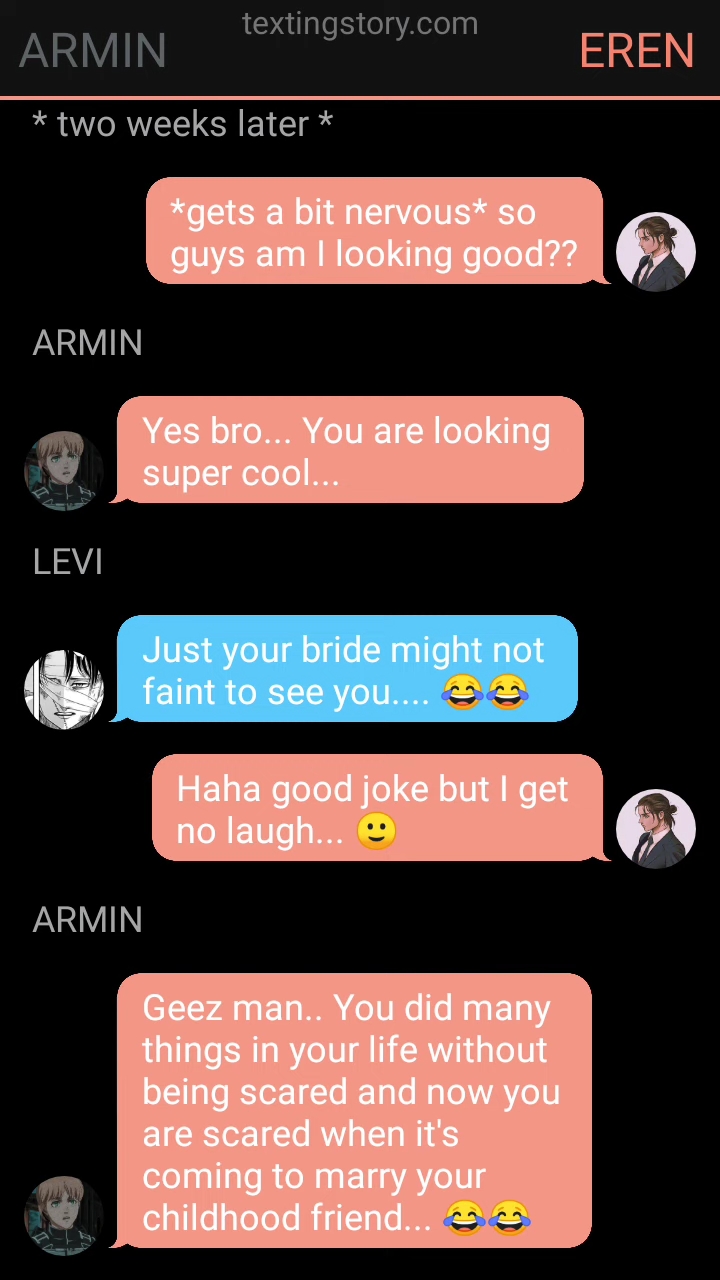 textingstory.com
ARMIN
EREN
* two weeks later *
*gets a bit nervous* so
guys am I looking good??
ARMIN
Yes bro... You are looking
super cool...
LEVI
Just your bride might not
faint to see you.... 😂😂
Haha good joke but I get
no laugh... 🙂
ARMIN
Geez man.. You did many
things in your life without
being scared and now you
are scared when it's
coming to marry your
childhood friend... 😂😂